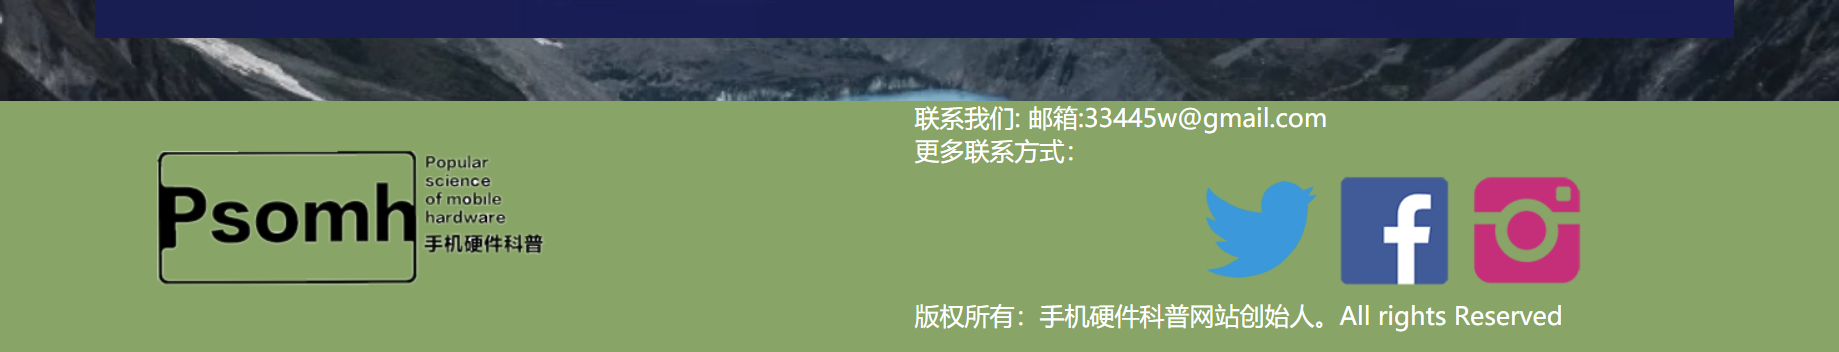 联系我们: 邮箱:33445w@gmail.com
更多联系方式：
Psomh
Popular
science
of mobile
hardware
手机硬件科普
版权所有：手机硬件科普网站创始人。All rights Reserved